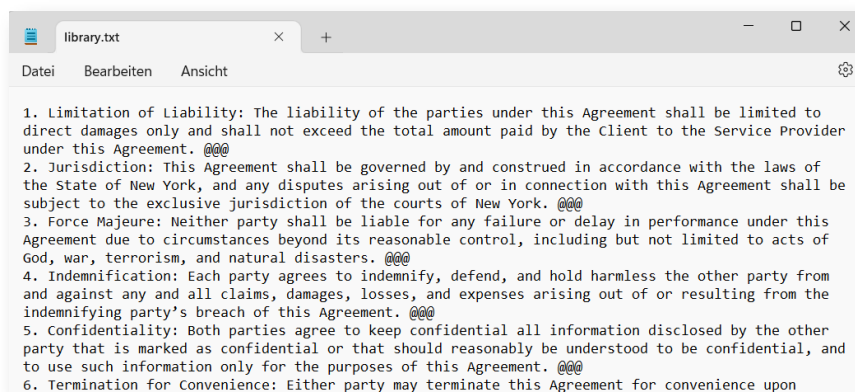 library.txt
Datei Bearbeiten Ansicht
1. Limitation of Liability: The liability of the parties under this Agreement shall be limited to
direct damages only and shall not exceed the total amount paid by the Client to the Service Provider
under this Agreement. @@@
2. Jurisdiction: This Agreement shall be governed by and construed in accordance with the laws of
the State of New York, and any disputes arising out of or in connection with this Agreement shall be
subject to the exclusive jurisdiction of the courts of New York. @@@
3. Force Majeure: Neither party shall be liable for any failure or delay in performance under this
Agreement due to circumstances beyond its reasonable control, including but not limited to acts of
God, war, terrorism, and natural disasters. @@@
4. Indemnification: Each party agrees to indemnify, defend, and hold harmless the other party from
and against any and all claims, damages, losses, and expenses arising out of or resulting from the
indemnifying party’s breach of this Agreement. @@@
5. Confidentiality: Both parties agree to keep confidential all information disclosed by the other
party that is marked as confidential or that should reasonably be understood to be confidential, and
to use such information only for the purposes of this Agreement. @@@
6. Termination for Convenience: Either party may terminate this Agreement for convenience upon